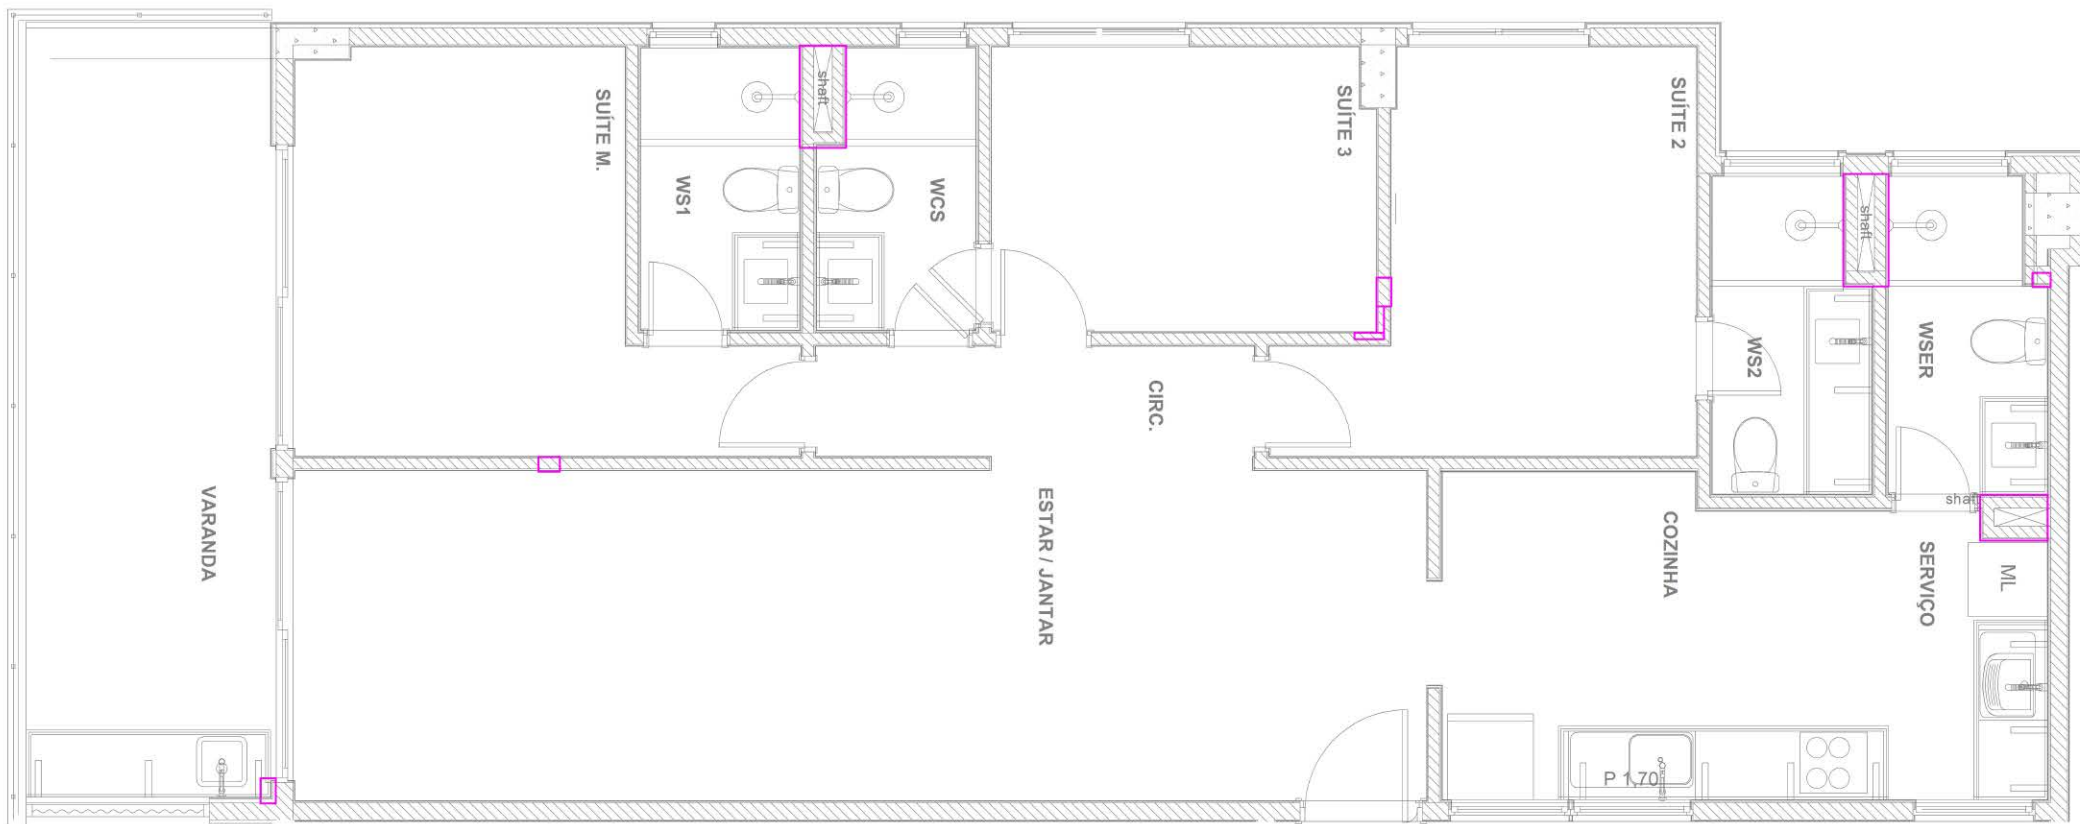 shaft
SUÍTE M.
SUÍTE 3
SUÍTE 2
WS1
WCS
shaft
WS2
WSER
CIRC.
VARANDA
ESTAR / JANTAR
COZINHA
shaft
SERVIÇO
ML
P 1,70